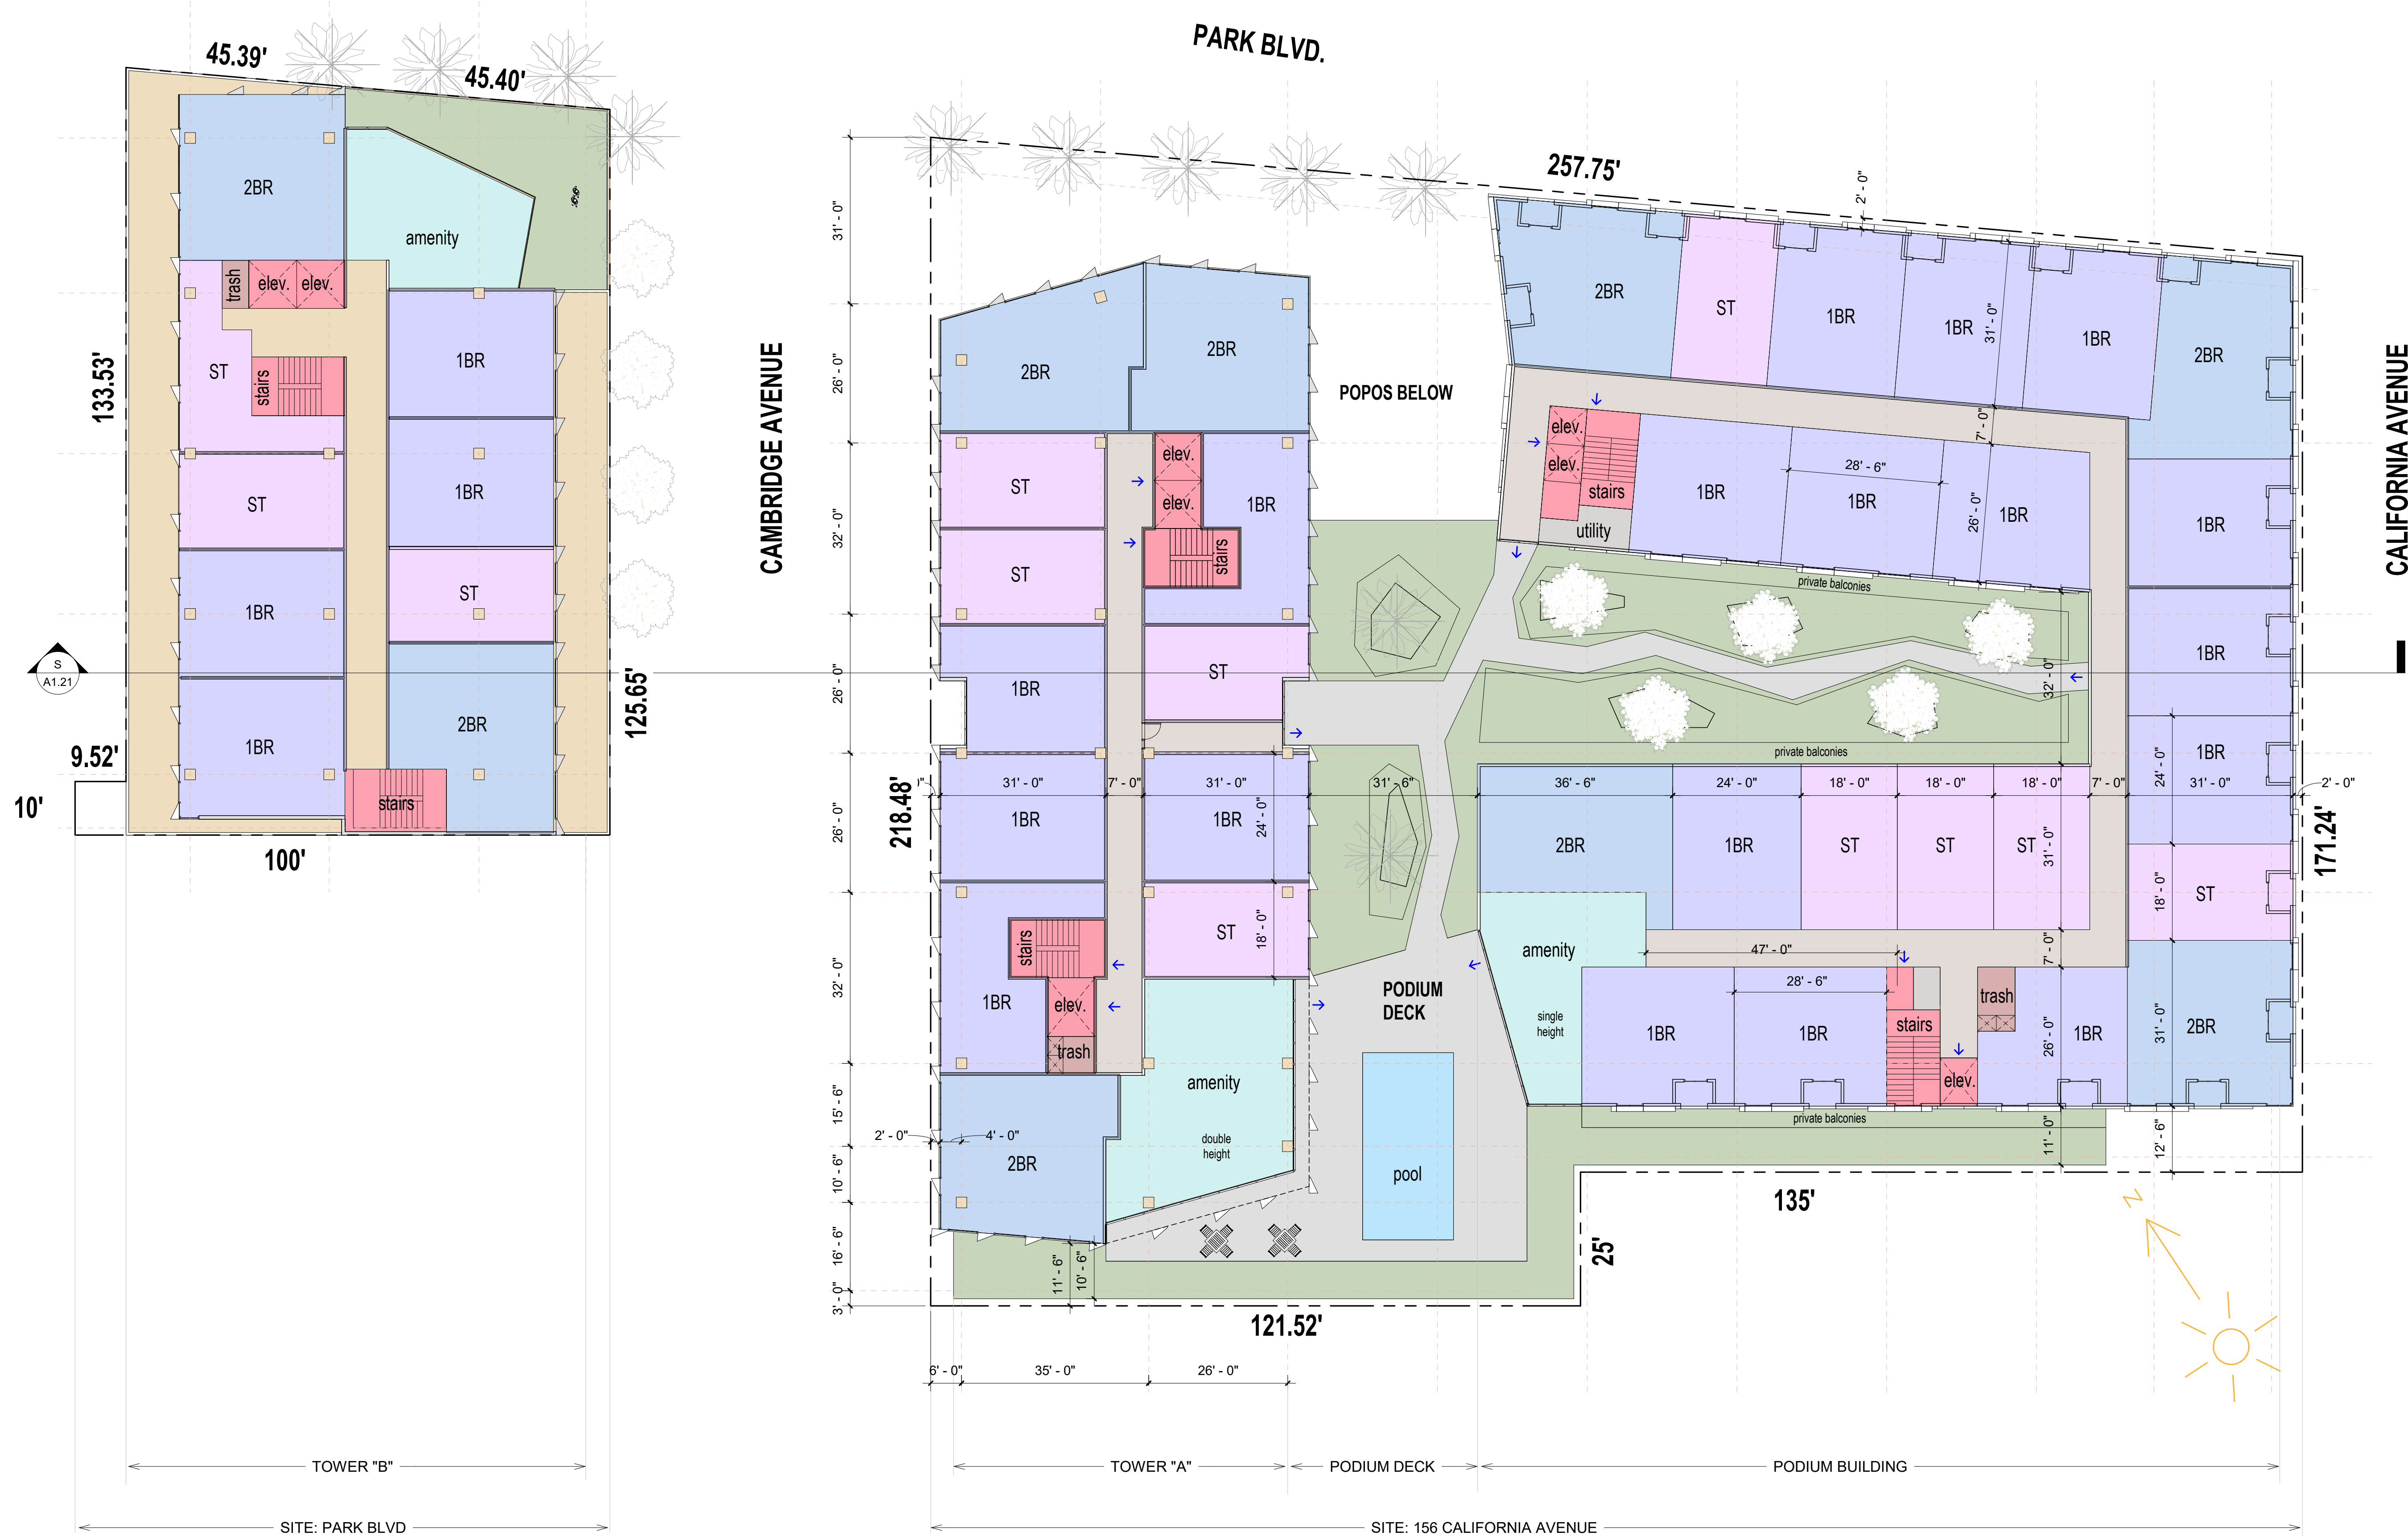 PARK BLVD.
45.39'
45.40'
257.75'
2' - 0"
2BR
amenity
trash
elev.
elev.
ST
stairs
1BR
133.53'
1BR
ST
1BR
ST
2BR
1BR
125.65'
S
A1.21
9.52'
10'
stairs
100'
CAMBRIDGE AVENUE
31' - 0"
26' - 0"
32' - 0"
26' - 0"
26' - 0"
32' - 0"
15' - 6"
10' - 6"
16' - 6"
3' - 0"
218.48'
2BR
2BR
POPOS BELOW
ST
elev.
elev.
1BR
ST
stairs
1BR
ST
31' - 0"
7' - 0"
31' - 0"
31' - 6"
1BR
1BR
24' - 0"
stairs
ST
18' - 0"
1BR
elev.
trash
amenity
double
height
2' - 0"
4' - 0"
2BR
11' - 6"
10' - 6"
PODIUM
DECK
pool
2BR
ST
1BR
1BR
31' - 0"
1BR
2BR
CALIFORNIA AVENUE
elev.
elev.
stairs
utility
1BR
28' - 6"
1BR
7' - 0"
26' - 0"
1BR
1BR
private balconies
1BR
32' - 0"
private balconies
1BR
24' - 0"
36' - 6"
24' - 0"
18' - 0"
18' - 0"
18' - 0"
7' - 0"
31' - 0"
2' - 0"
2BR
1BR
ST
ST
ST
31' - 0"
171.24'
18' - 0"
ST
amenity
47' - 0"
7' - 0"
28' - 6"
trash
single
height
1BR
1BR
stairs
26' - 0"
1BR
31' - 0"
2BR
elev.
private balconies
11' - 0"
12' - 6"
135'
25'
N
121.52'
6' - 0"
35' - 0"
26' - 0"
TOWER "B"
TOWER "A"
PODIUM DECK
PODIUM BUILDING
SITE: PARK BLVD
SITE: 156 CALIFORNIA AVENUE